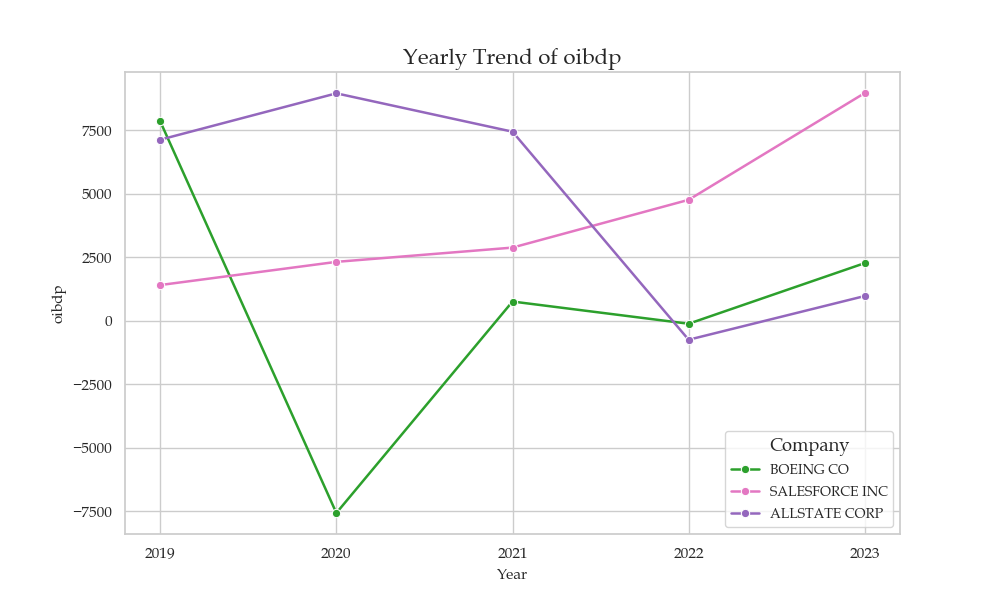 Yearly Trend of oibdp
oibdp
7500
5000
2500
0
−2500
−5000
−7500
2019
2020
2021
2022
2023
Year
Company
BOEING CO
SALESFORCE INC
ALLSTATE CORP